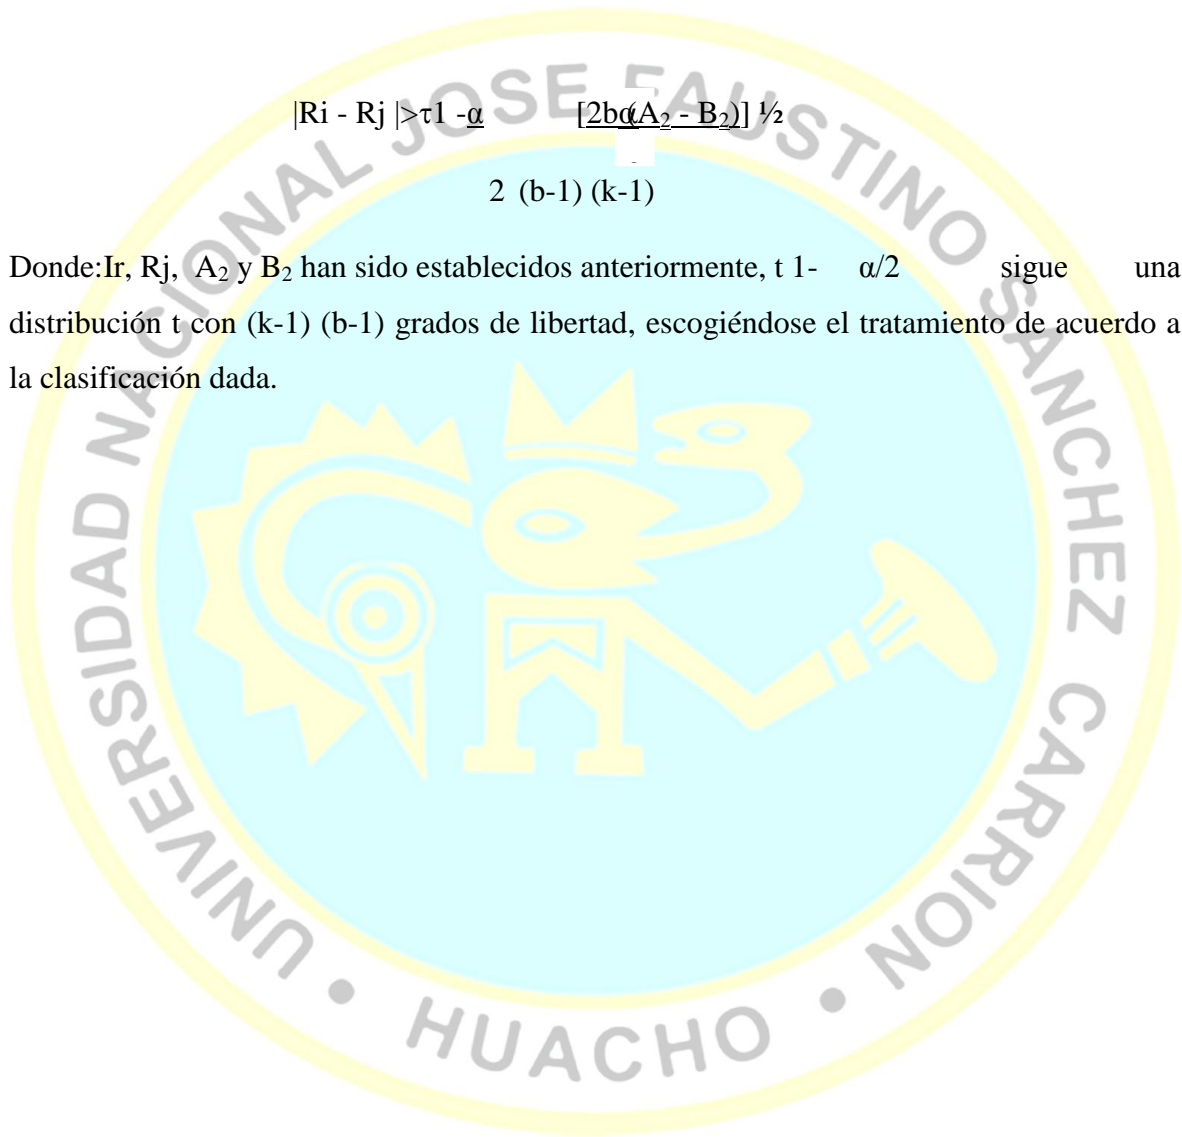 |Ri - Rj |>τ1 -α [2bα(A₂ - B₂)] ½
2 (b-1) (k-1)
Donde:Ir, Rj, A₂ y B₂ han sido establecidos anteriormente, t 1- α/2 sigue una
distribución t con (k-1) (b-1) grados de libertad, escogiéndose el tratamiento de acuerdo a
la clasificación dada.
UNIVERSIDAD NACIONAL JOSE FAUSTINO SANCHEZ CARRION
• HUACHO •